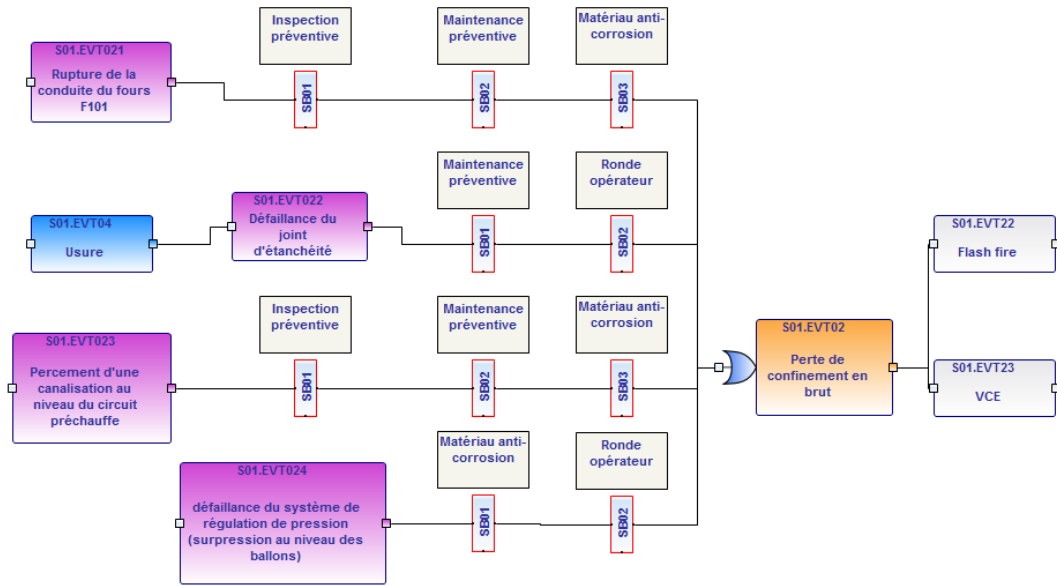 Inspection
préventive
Maintenance
préventive
Matériau anti-
corrosion
S01.EVT021
Rupture de la
conduite du fours
F101
SB01
SB02
SB03
Maintenance
préventive
Ronde
opérateur
S01.EVT04
Usure
S01.EVT022
Défaillance du
joint
d'étanchéité
SB01
SB02
S01.EVT22
Flash fire
Inspection
préventive
Maintenance
préventive
Matériau anti-
corrosion
S01.EVT023
Percement d'une
canalisation au
niveau du circuit
préchauffe
SB01
SB02
SB03
S01.EVT02
Perte de
confinement en
brut
S01.EVT23
VCE
Matériau anti-
corrosion
Ronde
opérateur
S01.EVT024
défaillance du système de
régulation de pression
(surpression au niveau des
ballons)
SB01
SB02